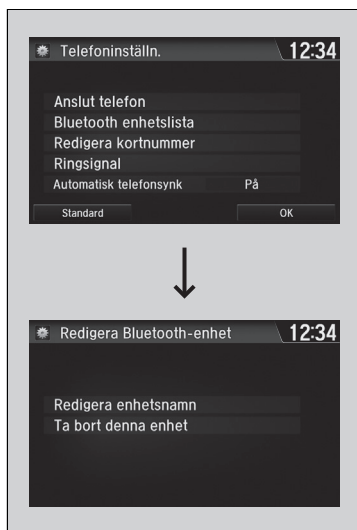 Telefoninställn.
12:34
Anslut telefon
Bluetooth enhetslista
Redigera kortnummer
Ringsignal
Automatisk telefonsynk På
Standard OK
Redigera Bluetooth-enhet
12:34
Redigera enhetsnamn
Ta bort denna enhet